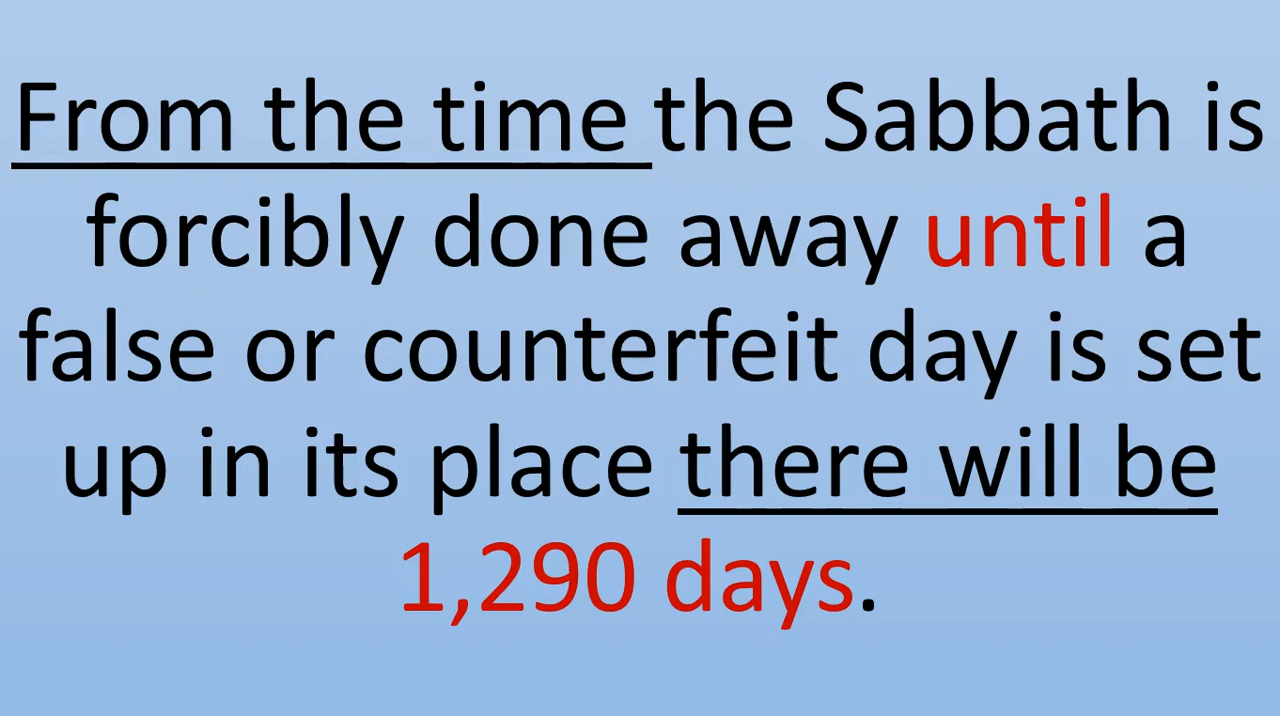 From the time the Sabbath is
forcibly done away until a
false or counterfeit day is set
up in its place there will be
1,290 days.